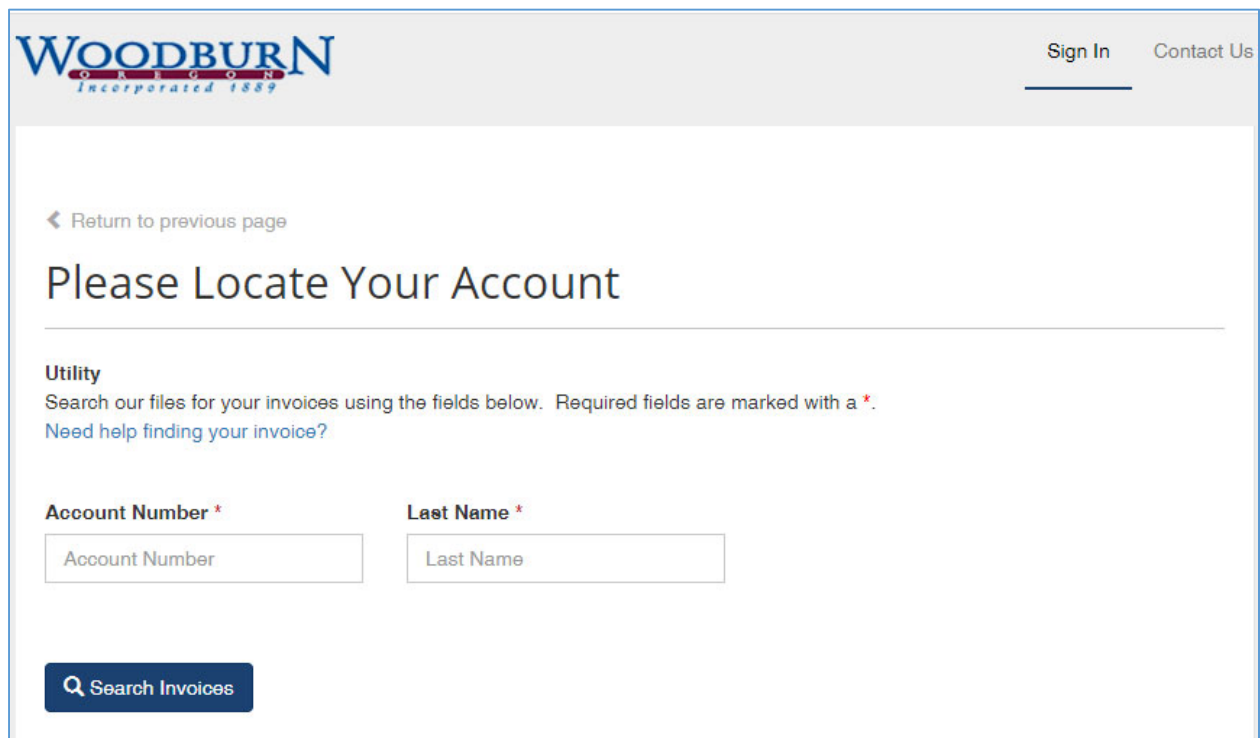 WOODBURN
OREGON
Incorporated 1889
Sign In
Contact Us
Return to previous page
Please Locate Your Account
Utility
Search our files for your invoices using the fields below.  Required fields are marked with a *.
Need help finding your invoice?
Account Number *
Last Name *
Account Number
Last Name
Search Invoices